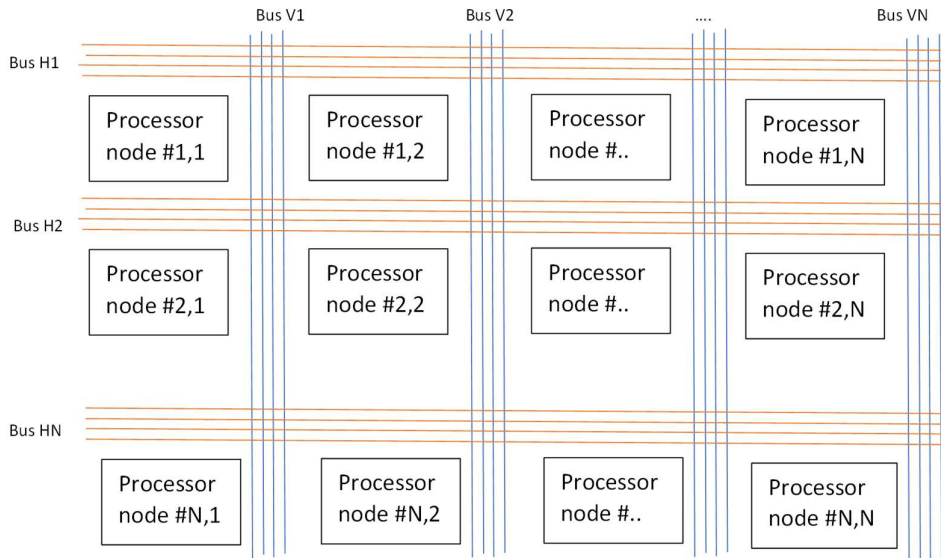 Bus V1
Bus V2
....
Bus VN
Bus H1
Processor
node #1,1
Processor
node #1,2
Processor
node #..
Processor
node #1,N
Bus H2
Processor
node #2,1
Processor
node #2,2
Processor
node #..
Processor
node #2,N
Bus HN
Processor
node #N,1
Processor
node #N,2
Processor
node #..
Processor
node #N,N